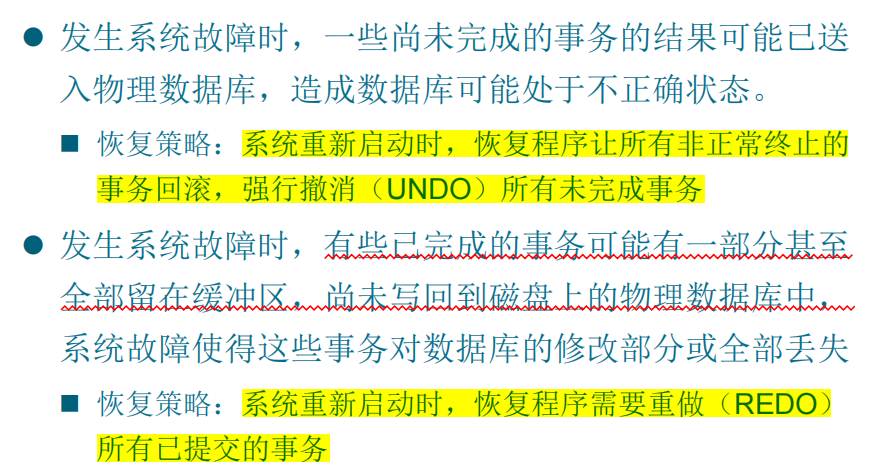 ● 发生系统故障时，一些尚未完成的事务的结果可能已送
入物理数据库，造成数据库可能处于不正确状态。
■ 恢复策略：系统重新启动时，恢复程序让所有非正常终止的
事务回滚，强行撤消（UNDO）所有未完成事务
● 发生系统故障时，有些已完成的事务可能有一部分甚至
全部留在缓冲区，尚未写回到磁盘上的物理数据库中，
系统故障使得这些事务对数据库的修改部分或全部丢失
■ 恢复策略：系统重新启动时，恢复程序需要重做（REDO）
所有已提交的事务